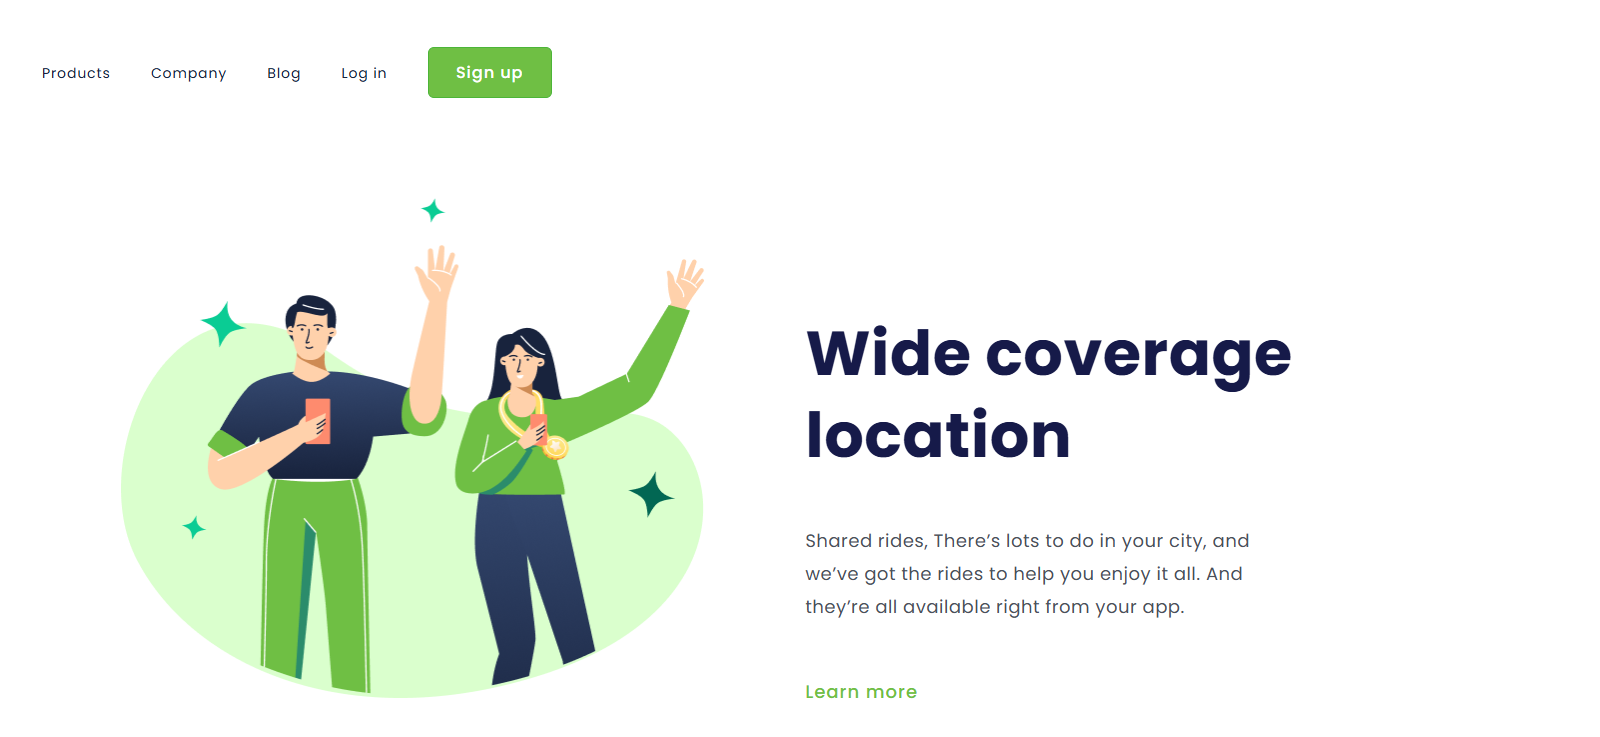 Products Company Blog Log in Sign up
Wide coverage
location
Shared rides, There’s lots to do in your city, and
we’ve got the rides to help you enjoy it all. And
they’re all available right from your app.
Learn more